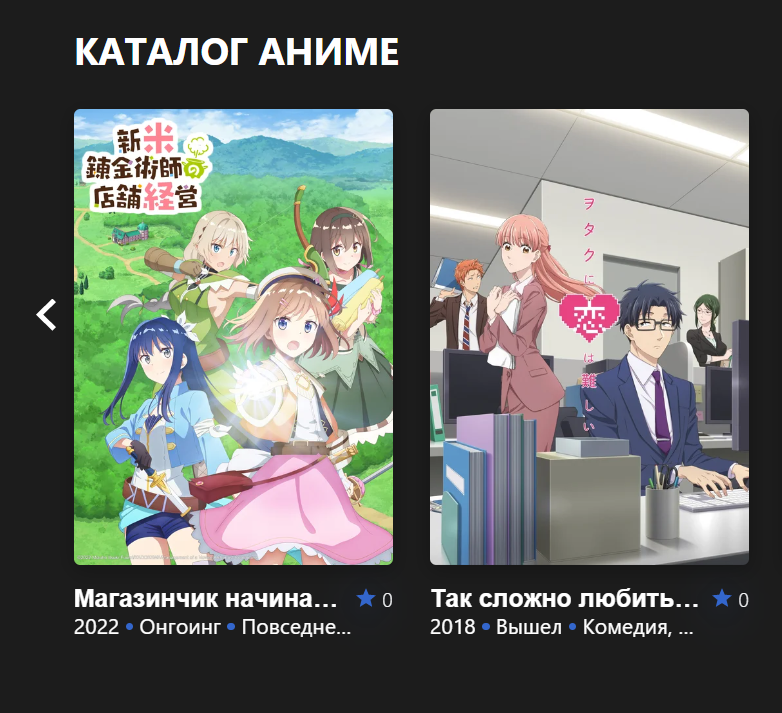 КАТАЛОГ АНИМЕ
新米
錬金術師の
店舗経営
ヲタクに
恋
は難しい
Магазинчик начина... ★ 0
2022 • Онгоинг • Повседне...
Так сложно любить... ★ 0
2018 • Вышел • Комедия, ...